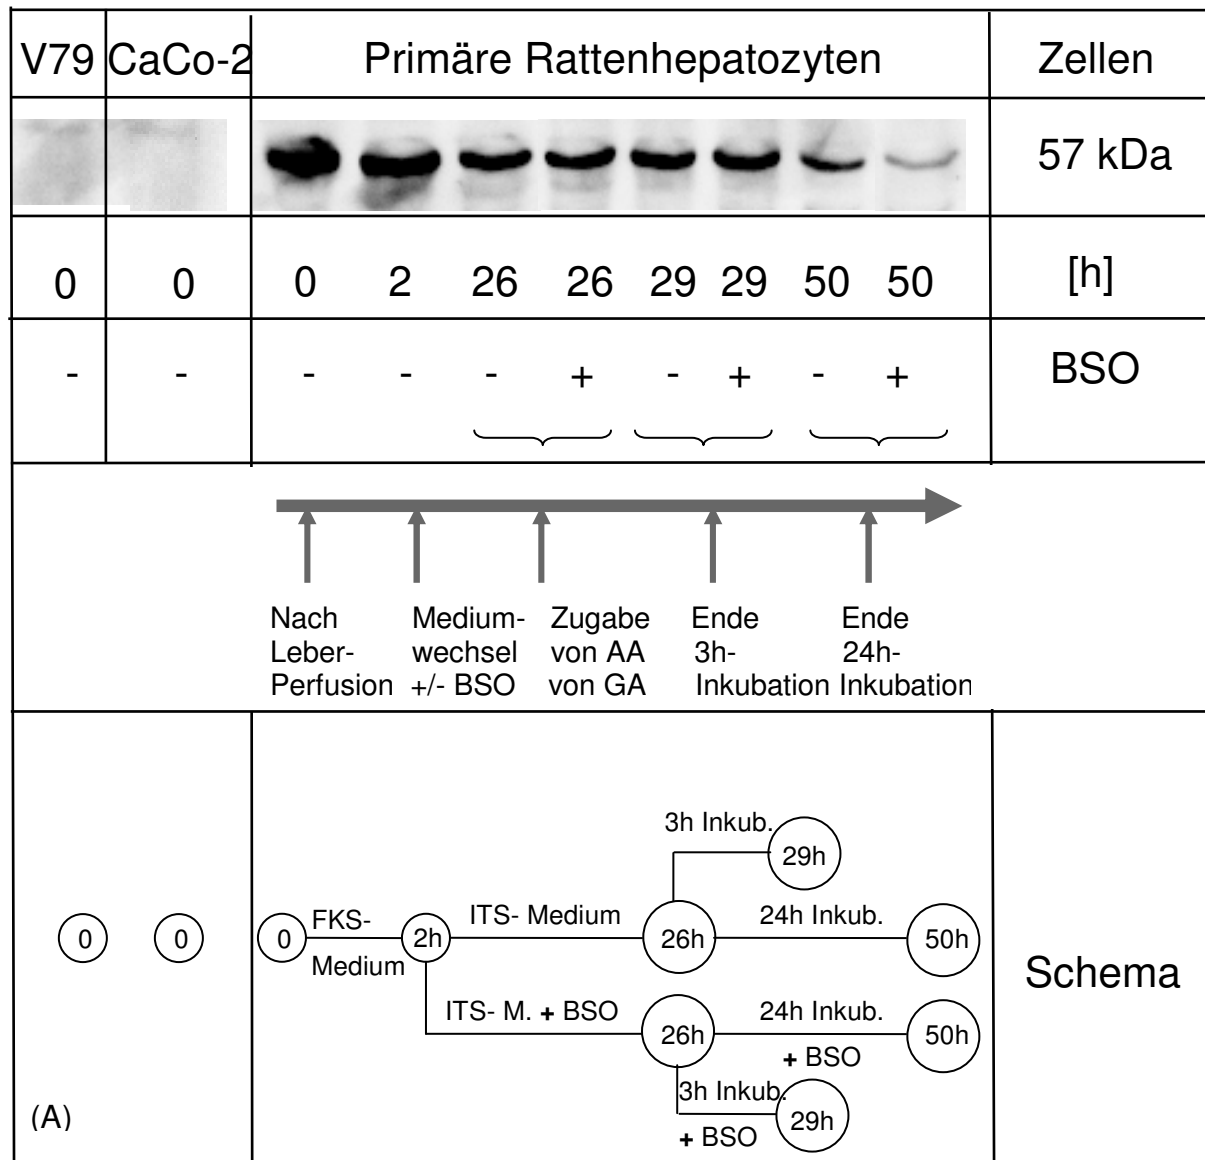 V79 CaCo-2 Primäre Rattenhepatozyten Zellen
57 kDa
0 0 0 2 26 26 29 29 50 50 [h]
- - - - - + - + - + BSO
Nach Medium- Zugabe Ende Ende
Leber- wechsel von AA 3h- 24h-
Perfusion +/- BSO von GA Inkubation Inkubation
3h Inkub.
29h
FKS- ITS- Medium 24h Inkub.
0 0 0 2h 26h 50h
Medium
Schema
ITS- M. + BSO 24h Inkub.
26h 50h
+ BSO
3h Inkub.
29h
+ BSO
(A)